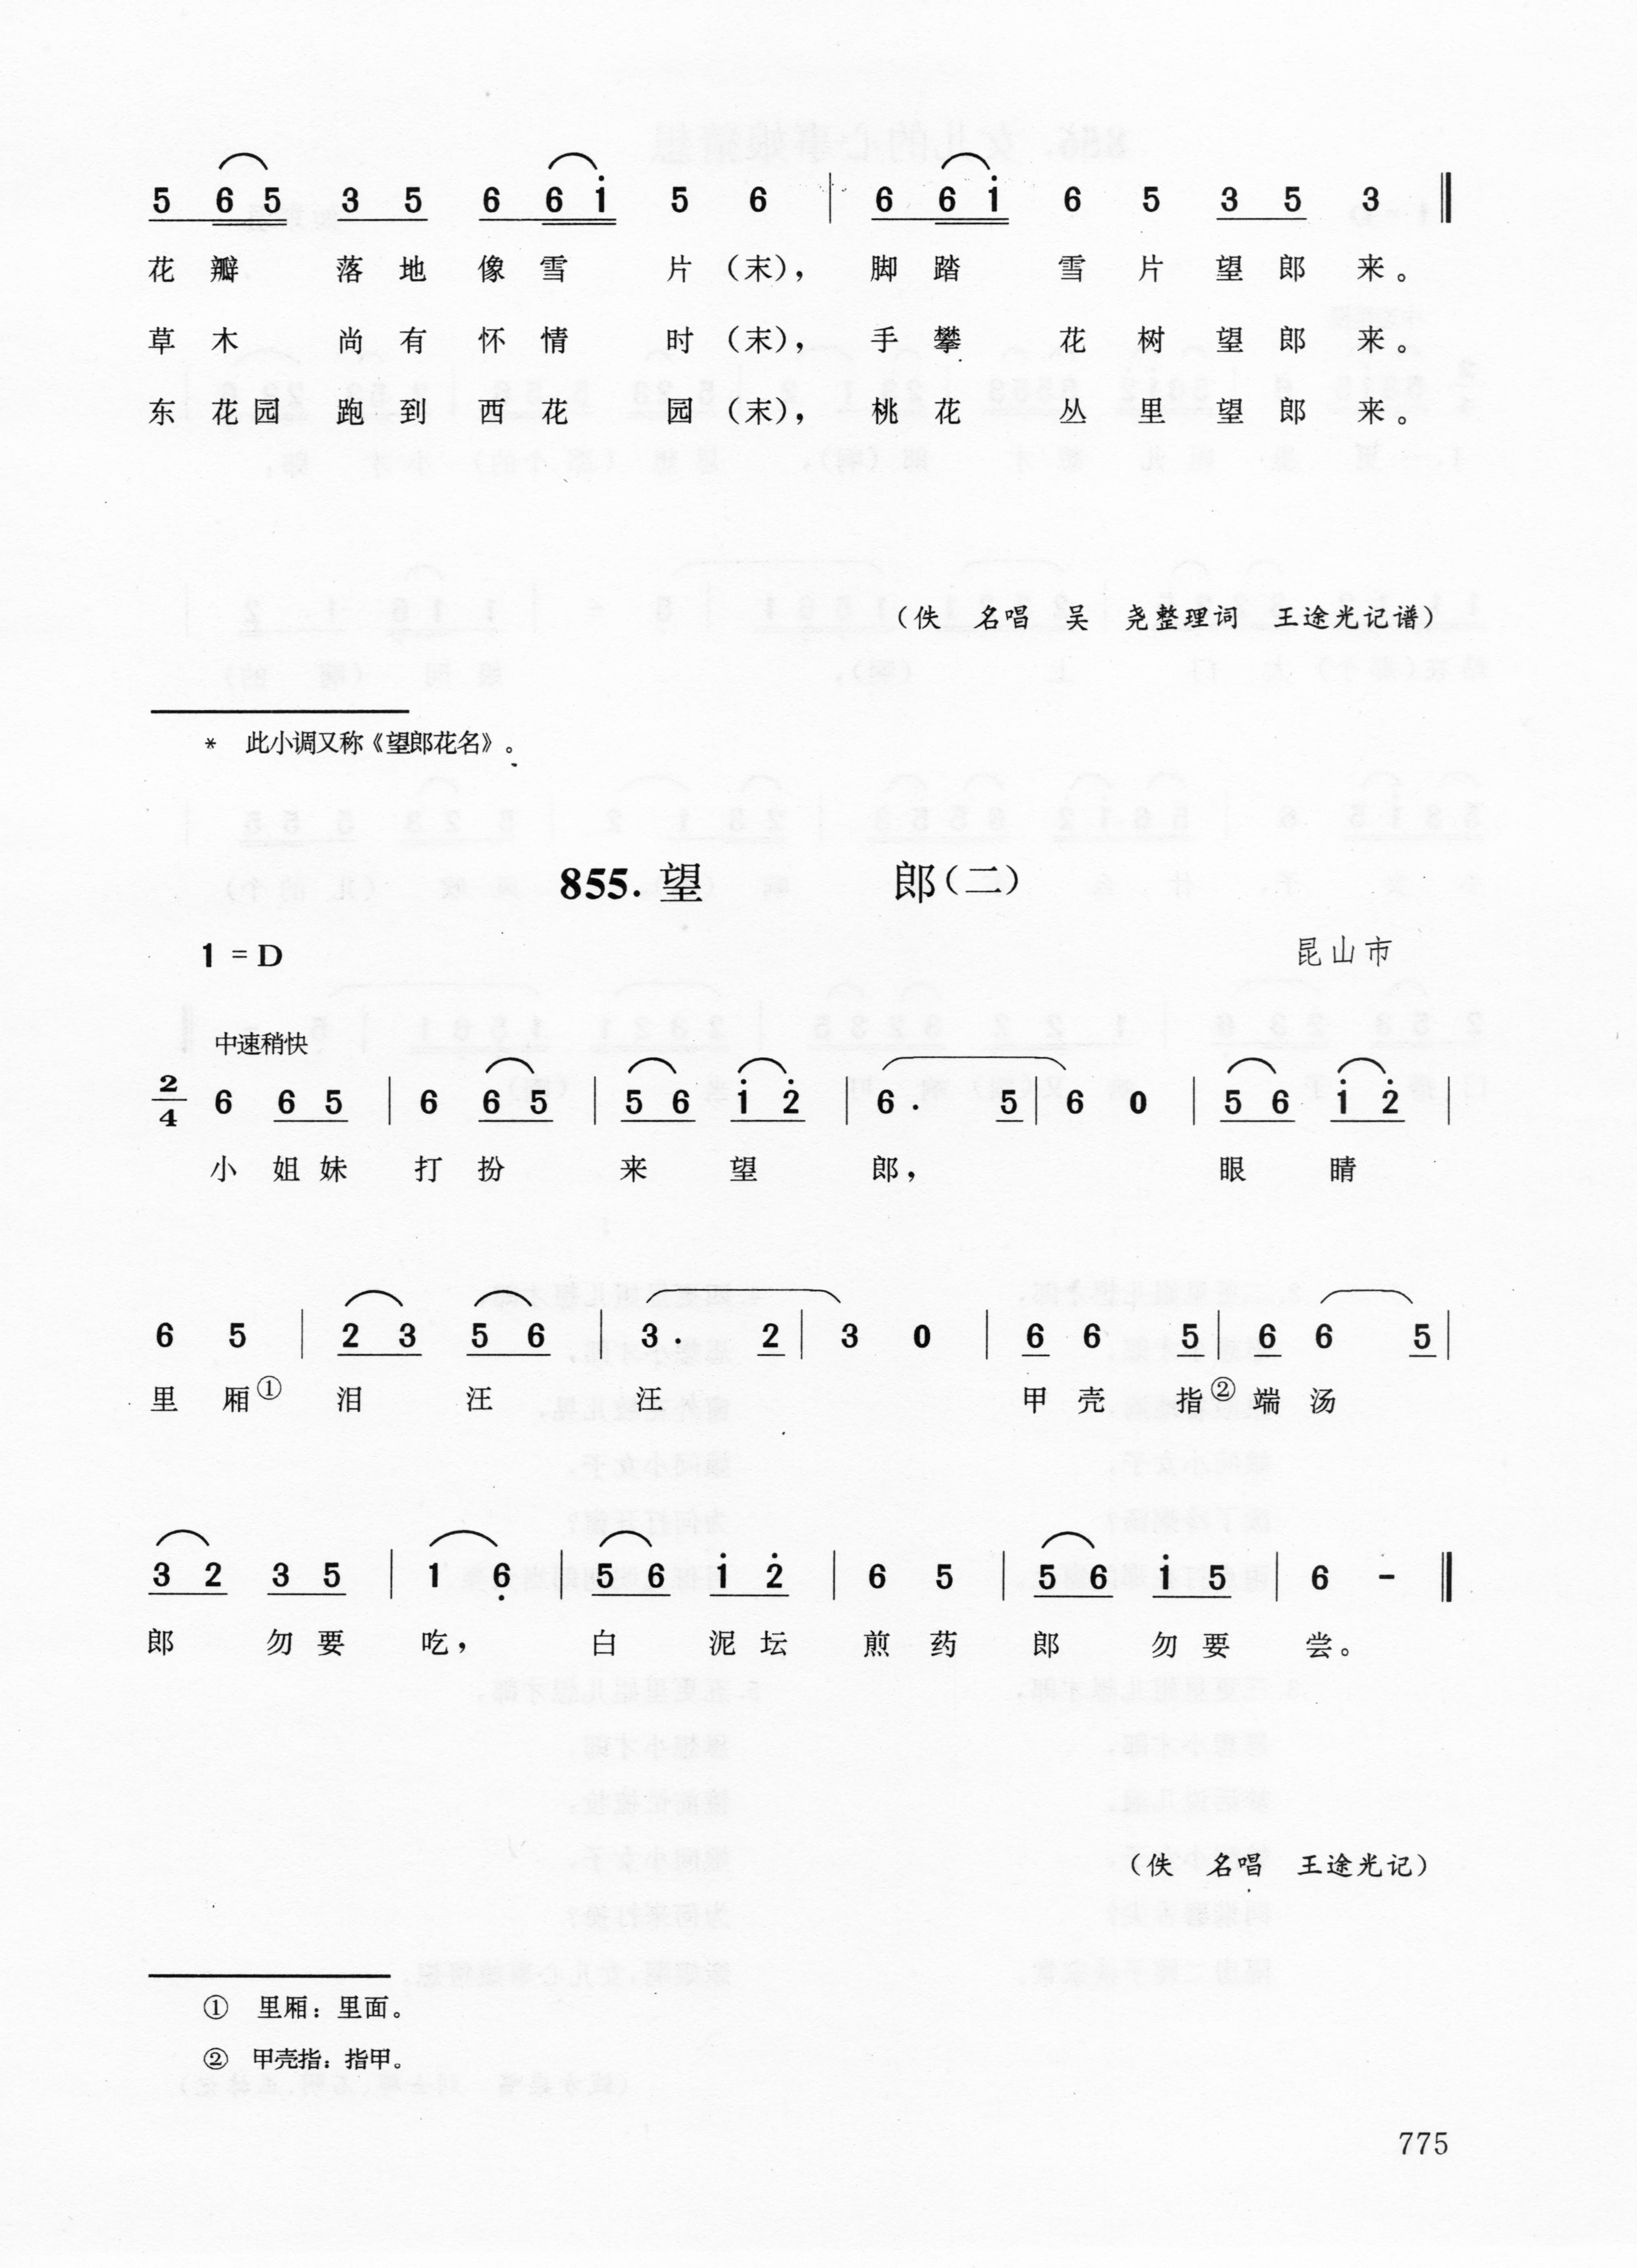 5 6 5 3 5 6 6 i 5 6 | 6 6 i 6 5 3 5 3 ‖
花 瓣 落 地 像 雪 片 (末), 脚 踏 雪 片 望 郎 来。
草 木 尚 有 怀 情 时 (末), 手 攀 花 树 望 郎 来。
东 花 园 跑 到 西 花 园 (末), 桃 花 丛 里 望 郎 来。
(佚 名唱 吴 尧整理词 王途光记谱)
* 此小调又称《望郎花名》。
855. 望 郎(二)
1 = D 昆山市
中速稍快
2/4 6 6 5 | 6 6 5 | 5 6 i 2̇ | 6. 5 | 6 0 | 5 6 i 2̇ |
小 姐 妹 打 扮 来 望 郎, 眼 睛
6 5 | 2 3 5 6 | 3. 2 | 3 0 | 6 6 5 | 6 6 5 |
里 厢① 泪 汪 汪 甲 壳 指② 端 汤
3 2 3 5 | 1 6̣ | 5 6 i 2̇ | 6 5 | 5 6 i 5 | 6 - ‖
郎 勿 要 吃, 白 泥 坛 煎 药 郎 勿 要 尝。
(佚 名唱 王途光记)
① 里厢: 里面。
② 甲壳指: 指甲。
775